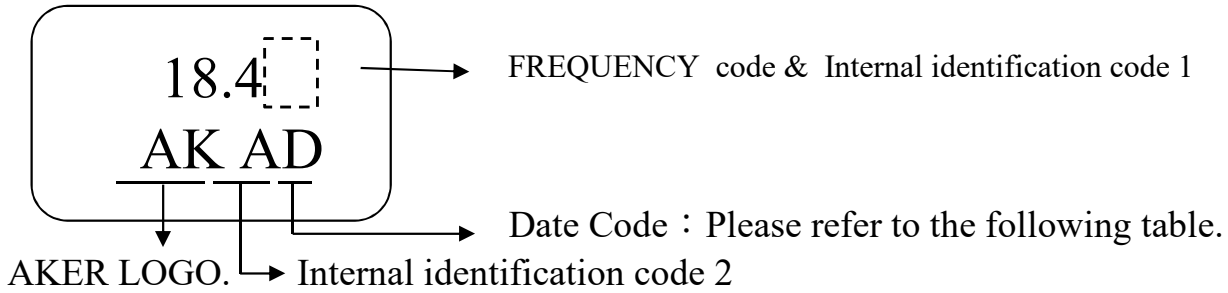 18.4
FREQUENCY code & Internal identification code 1
AK AD
Date Code：Please refer to the following table.
AKER LOGO.
Internal identification code 2